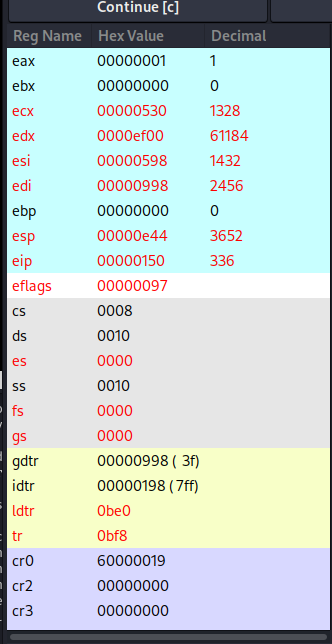 Continue [c]
Reg Name Hex Value Decimal
eax 00000001 1
ebx 00000000 0
ecx 00000530 1328
edx 0000ef00 61184
esi 00000598 1432
edi 00000998 2456
ebp 00000000 0
esp 00000e44 3652
eip 00000150 336
eflags 00000097
cs 0008
ds 0010
es 0000
ss 0010
fs 0000
gs 0000
gdtr 00000998 ( 3f)
idtr 00000198 (7ff)
ldtr 0be0
tr 0bf8
cr0 60000019
cr2 00000000
cr3 00000000